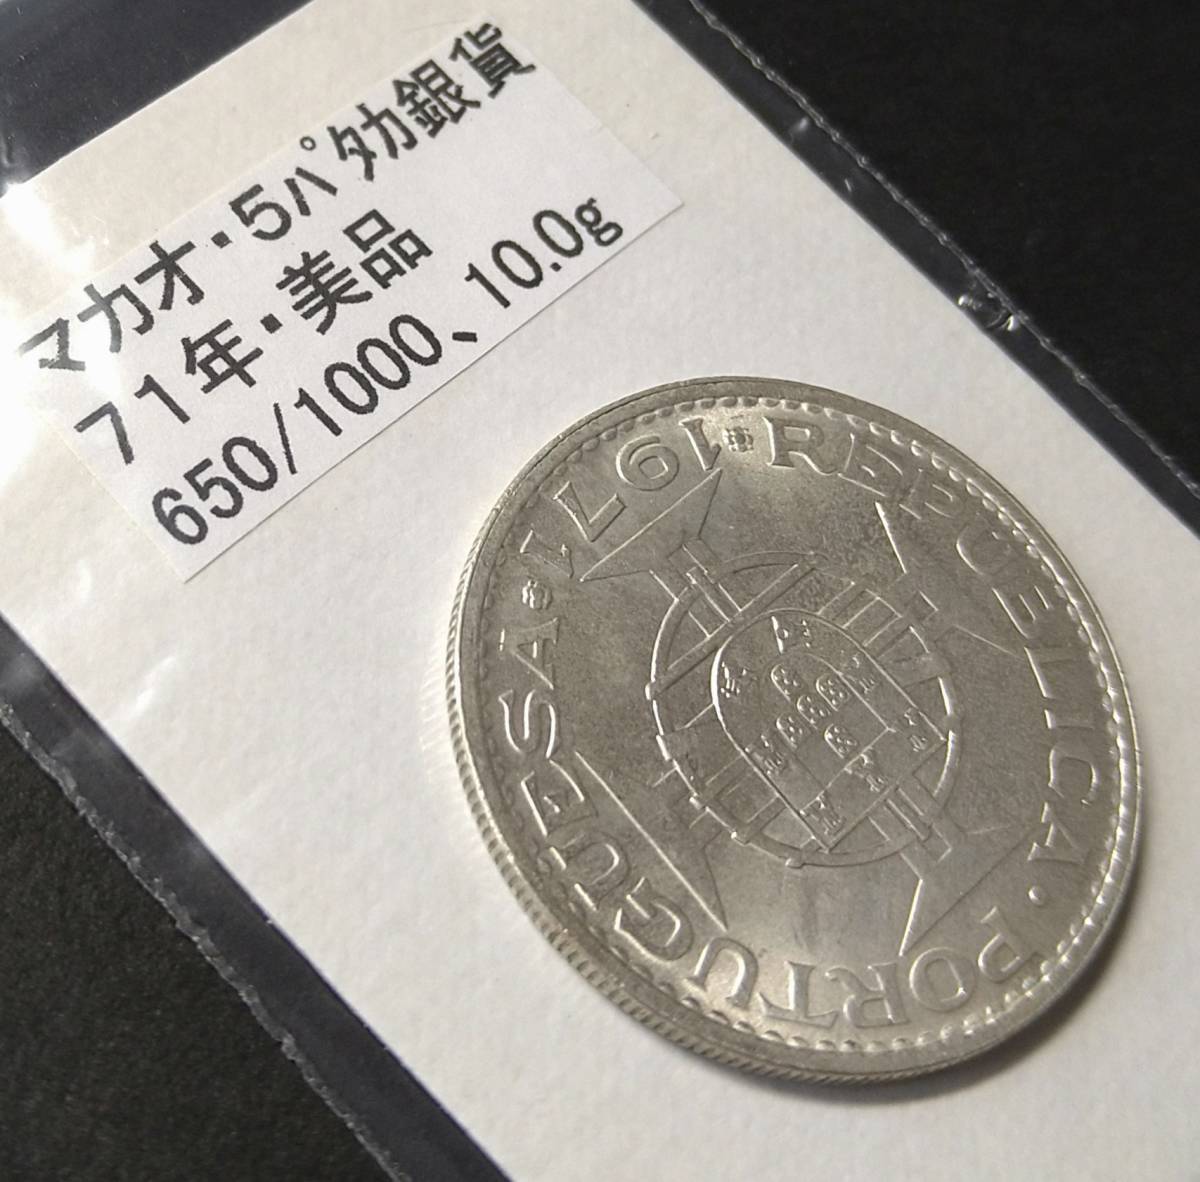 マカオ・5パタカ銀貨
71年・美品
650/1000、10.0g
1971 REPUBLICA · PORTUGUESA